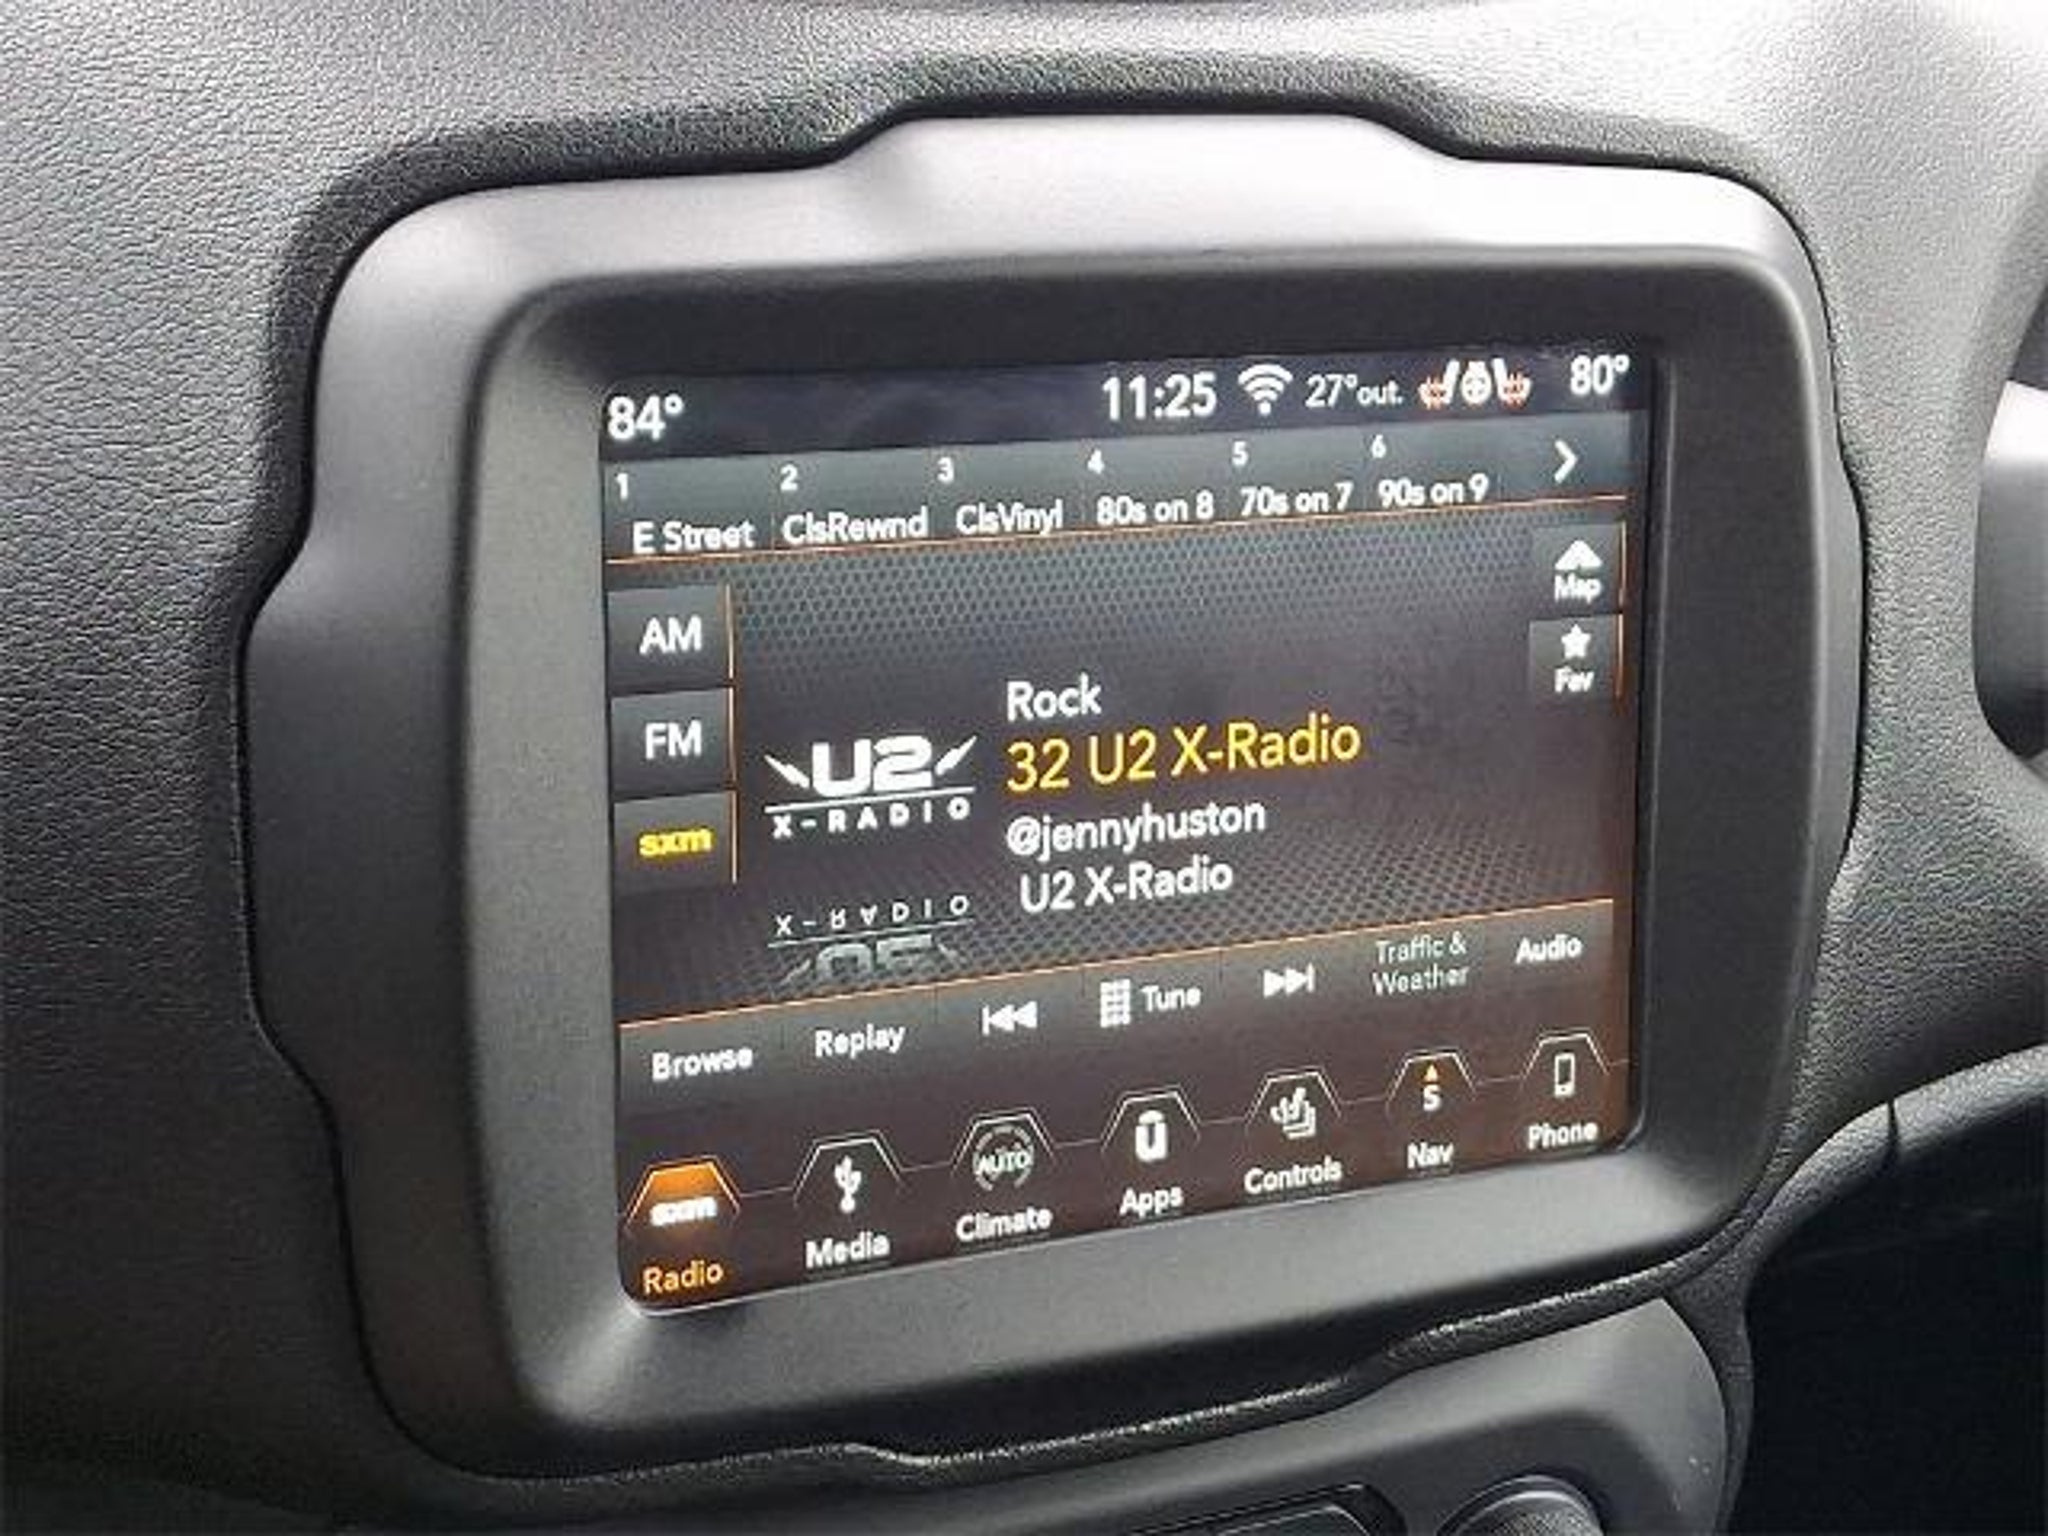 84° 11:25 27°out. 80°
1 2 3 4 5 6
E Street ClsRewnd ClsVinyl 80s on 8 70s on 7 90s on 9
Map
AM
Fav
Rock
FM
U2
X-RADIO
32 U2 X-Radio
sxm
@jennyhuston
U2 X-Radio
Browse Replay Tune Traffic & Audio
Weather
sxm AUTO S
Radio Media Climate Apps Controls Nav Phone